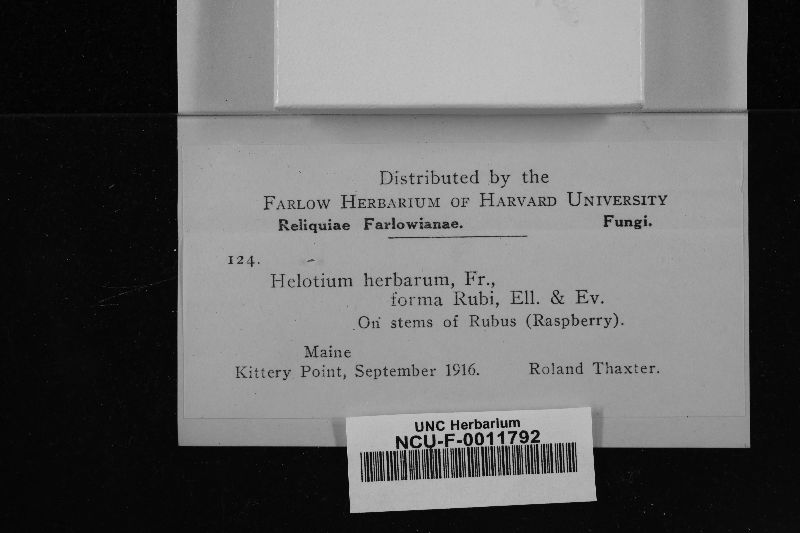 Distributed by the
FARLOW HERBARIUM OF HARVARD UNIVERSITY
Reliquiae Farlowianae. Fungi.
124.
Helotium herbarum, Fr.,
forma Rubi, Ell. & Ev.
On stems of Rubus (Raspberry).
Maine
Kittery Point, September 1916. Roland Thaxter.
UNC Herbarium
NCU-F-0011792